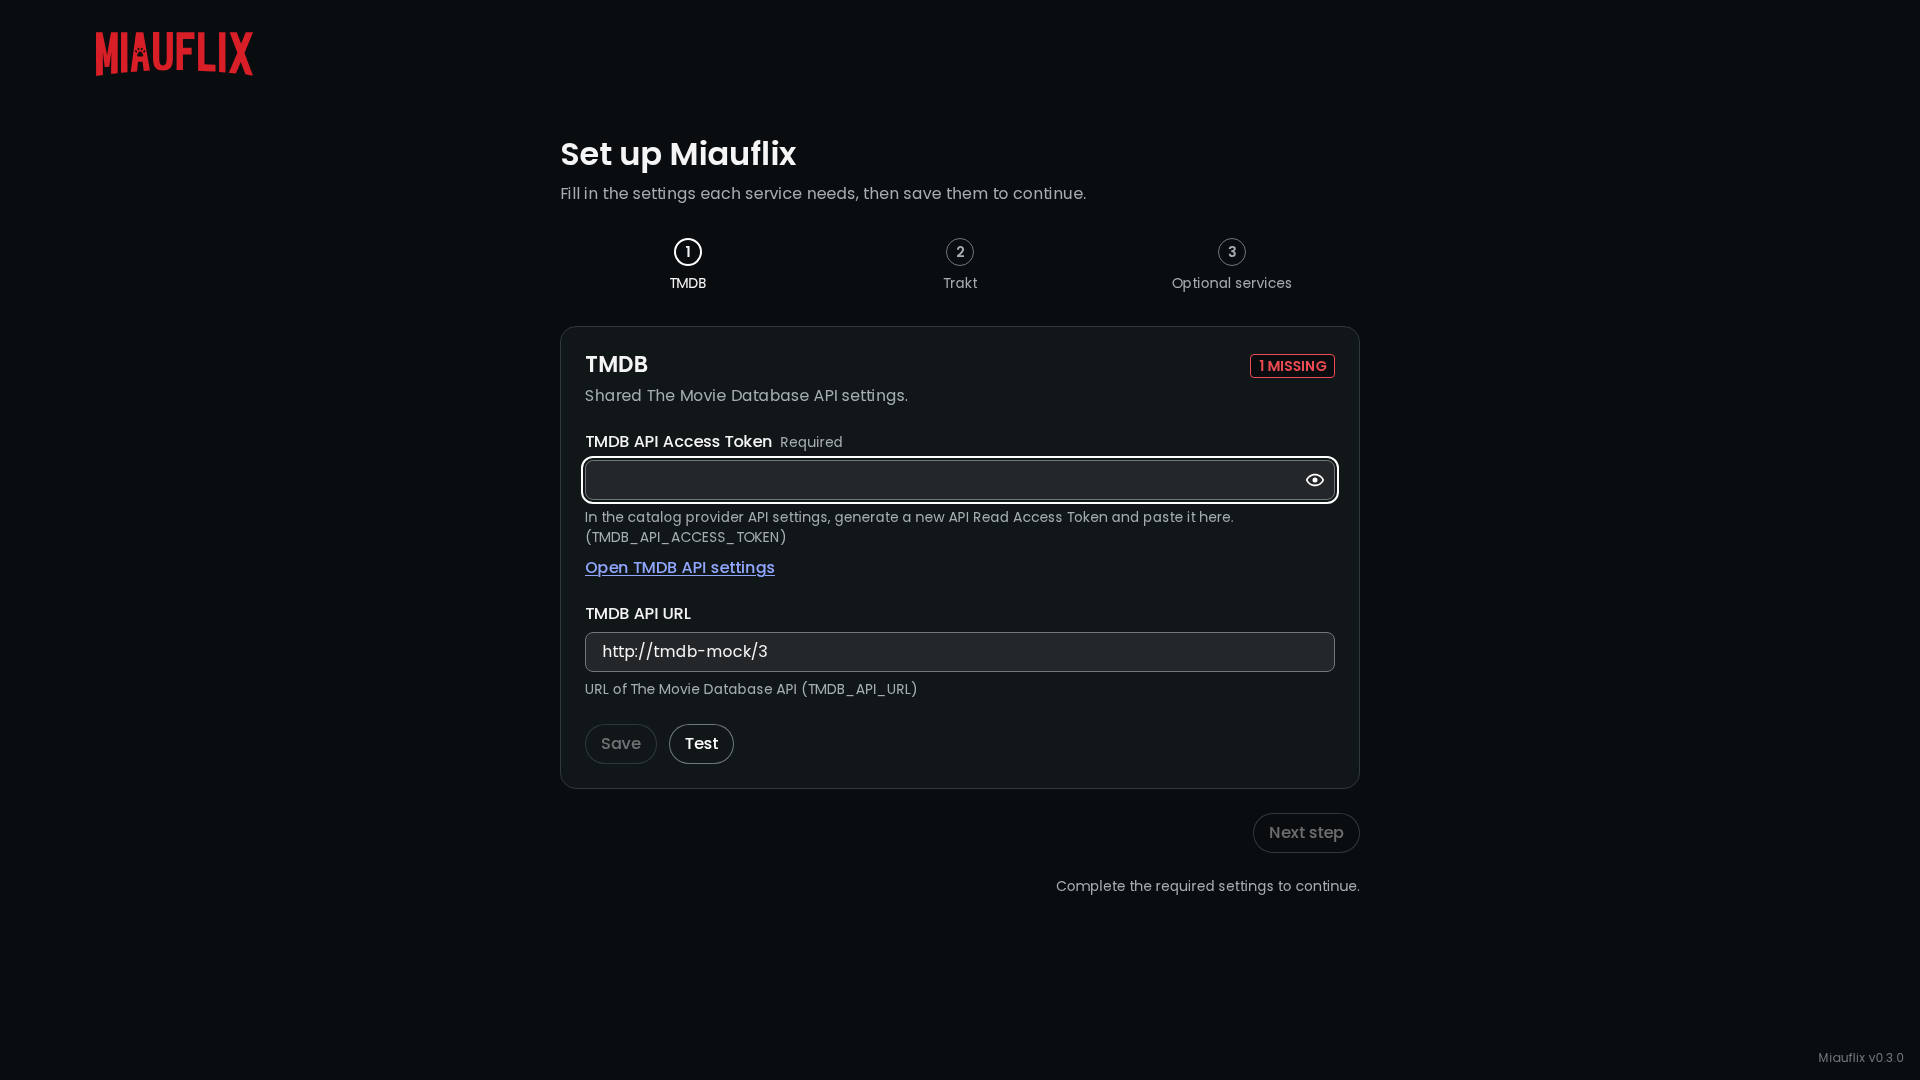 MIAUFLIX
Set up Miauflix
Fill in the settings each service needs, then save them to continue.
1
TMDB
2
Trakt
3
Optional services
TMDB
1 MISSING
Shared The Movie Database API settings.
TMDB API Access Token Required
In the catalog provider API settings, generate a new API Read Access Token and paste it here.
(TMDB_API_ACCESS_TOKEN)
Open TMDB API settings
TMDB API URL
http://tmdb-mock/3
URL of The Movie Database API (TMDB_API_URL)
Save
Test
Next step
Complete the required settings to continue.
Miauflix v0.3.0